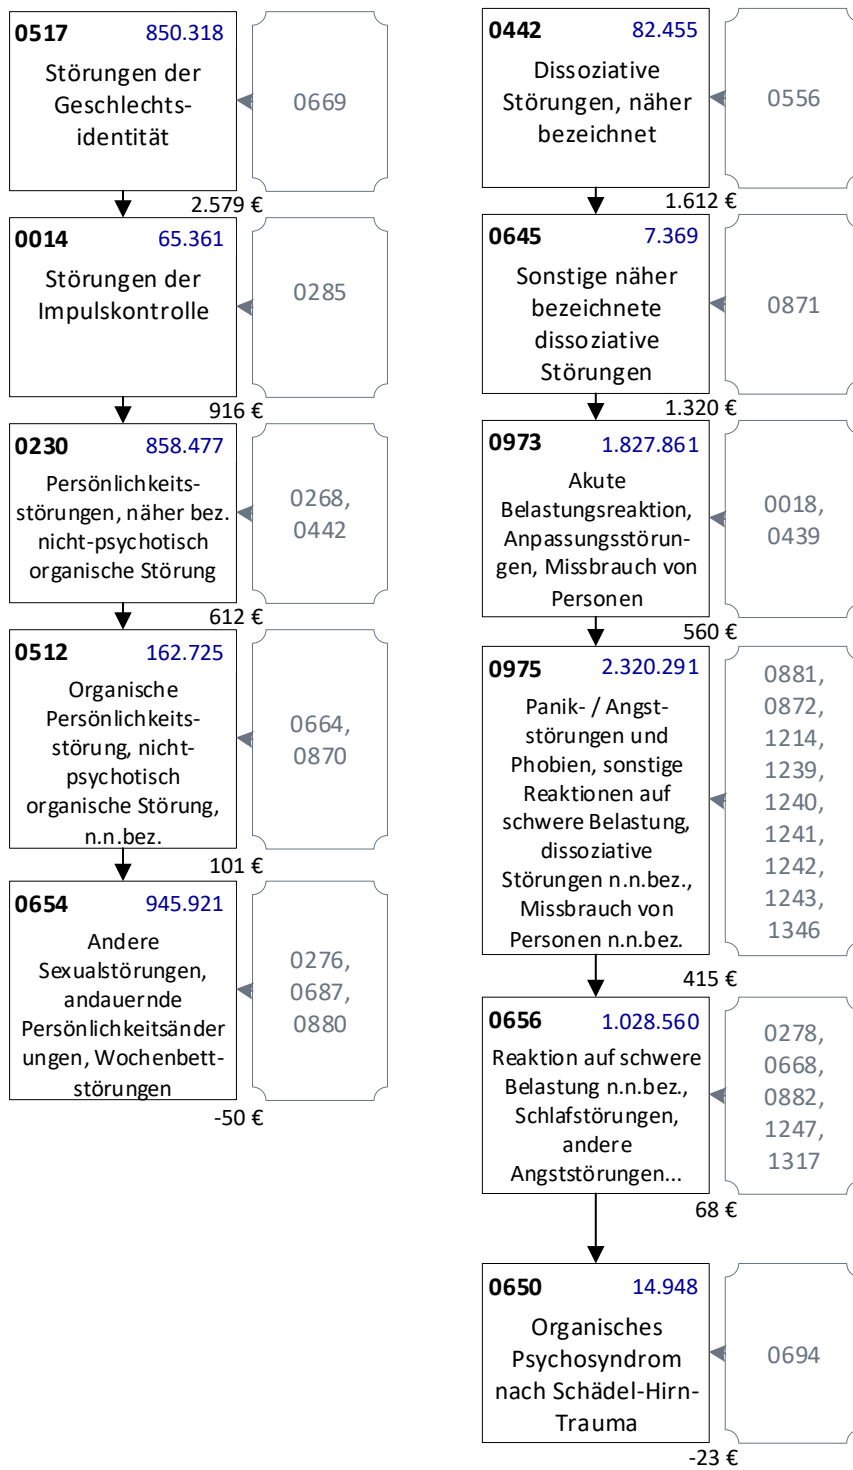 0517 850.318
Störungen der
Geschlechts-
identität
0669
2.579 €
0014 65.361
Störungen der
Impulskontrolle
0285
916 €
0230 858.477
Persönlichkeits-
störungen, näher bez.
nicht-psychotisch
organische Störung
0268,
0442
612 €
0512 162.725
Organische
Persönlichkeits-
störung, nicht-
psychotisch
organische Störung,
n.n.bez.
0664,
0870
101 €
0654 945.921
Andere
Sexualstörungen,
andauernde
Persönlichkeitsänder
ungen, Wochenbett-
störungen
0276,
0687,
0880
-50 €
0442 82.455
Dissoziative
Störungen, näher
bezeichnet
0556
1.612 €
0645 7.369
Sonstige näher
bezeichnete
dissoziative
Störungen
0871
1.320 €
0973 1.827.861
Akute
Belastungsreaktion,
Anpassungsstörun-
gen, Missbrauch von
Personen
0018,
0439
560 €
0975 2.320.291
Panik- / Angst-
störungen und
Phobien, sonstige
Reaktionen auf
schwere Belastung,
dissoziative
Störungen n.n.bez.,
Missbrauch von
Personen n.n.bez.
0881,
0872,
1214,
1239,
1240,
1241,
1242,
1243,
1346
415 €
0656 1.028.560
Reaktion auf schwere
Belastung n.n.bez.,
Schlafstörungen,
andere
Angststörungen...
0278,
0668,
0882,
1247,
1317
68 €
0650 14.948
Organisches
Psychosyndrom
nach Schädel-Hirn-
Trauma
0694
-23 €